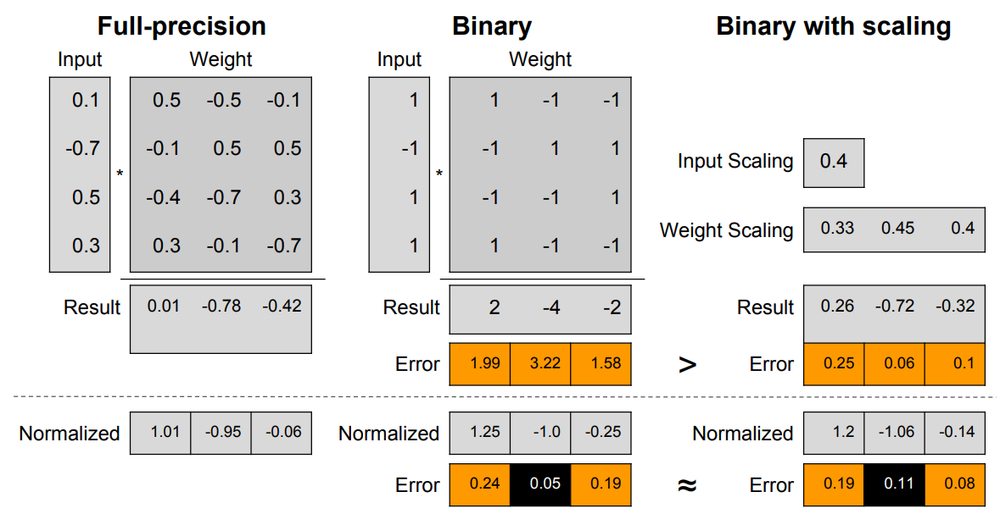 Full-precision Binary Binary with scaling
Input Weight Input Weight
0.1 0.5 -0.5 -0.1 1 1 -1 -1
-0.7 -0.1 0.5 0.5 -1 -1 1 1
Input Scaling 0.4
* *
0.5 -0.4 -0.7 0.3 1 -1 -1 1
Weight Scaling 0.33 0.45 0.4
0.3 0.3 -0.1 -0.7 1 1 -1 -1
Result 0.01 -0.78 -0.42 Result 2 -4 -2 Result 0.26 -0.72 -0.32
Error 1.99 3.22 1.58 > Error 0.25 0.06 0.1
Normalized 1.01 -0.95 -0.06 Normalized 1.25 -1.0 -0.25 Normalized 1.2 -1.06 -0.14
Error 0.24 0.05 0.19 ≈ Error 0.19 0.11 0.08